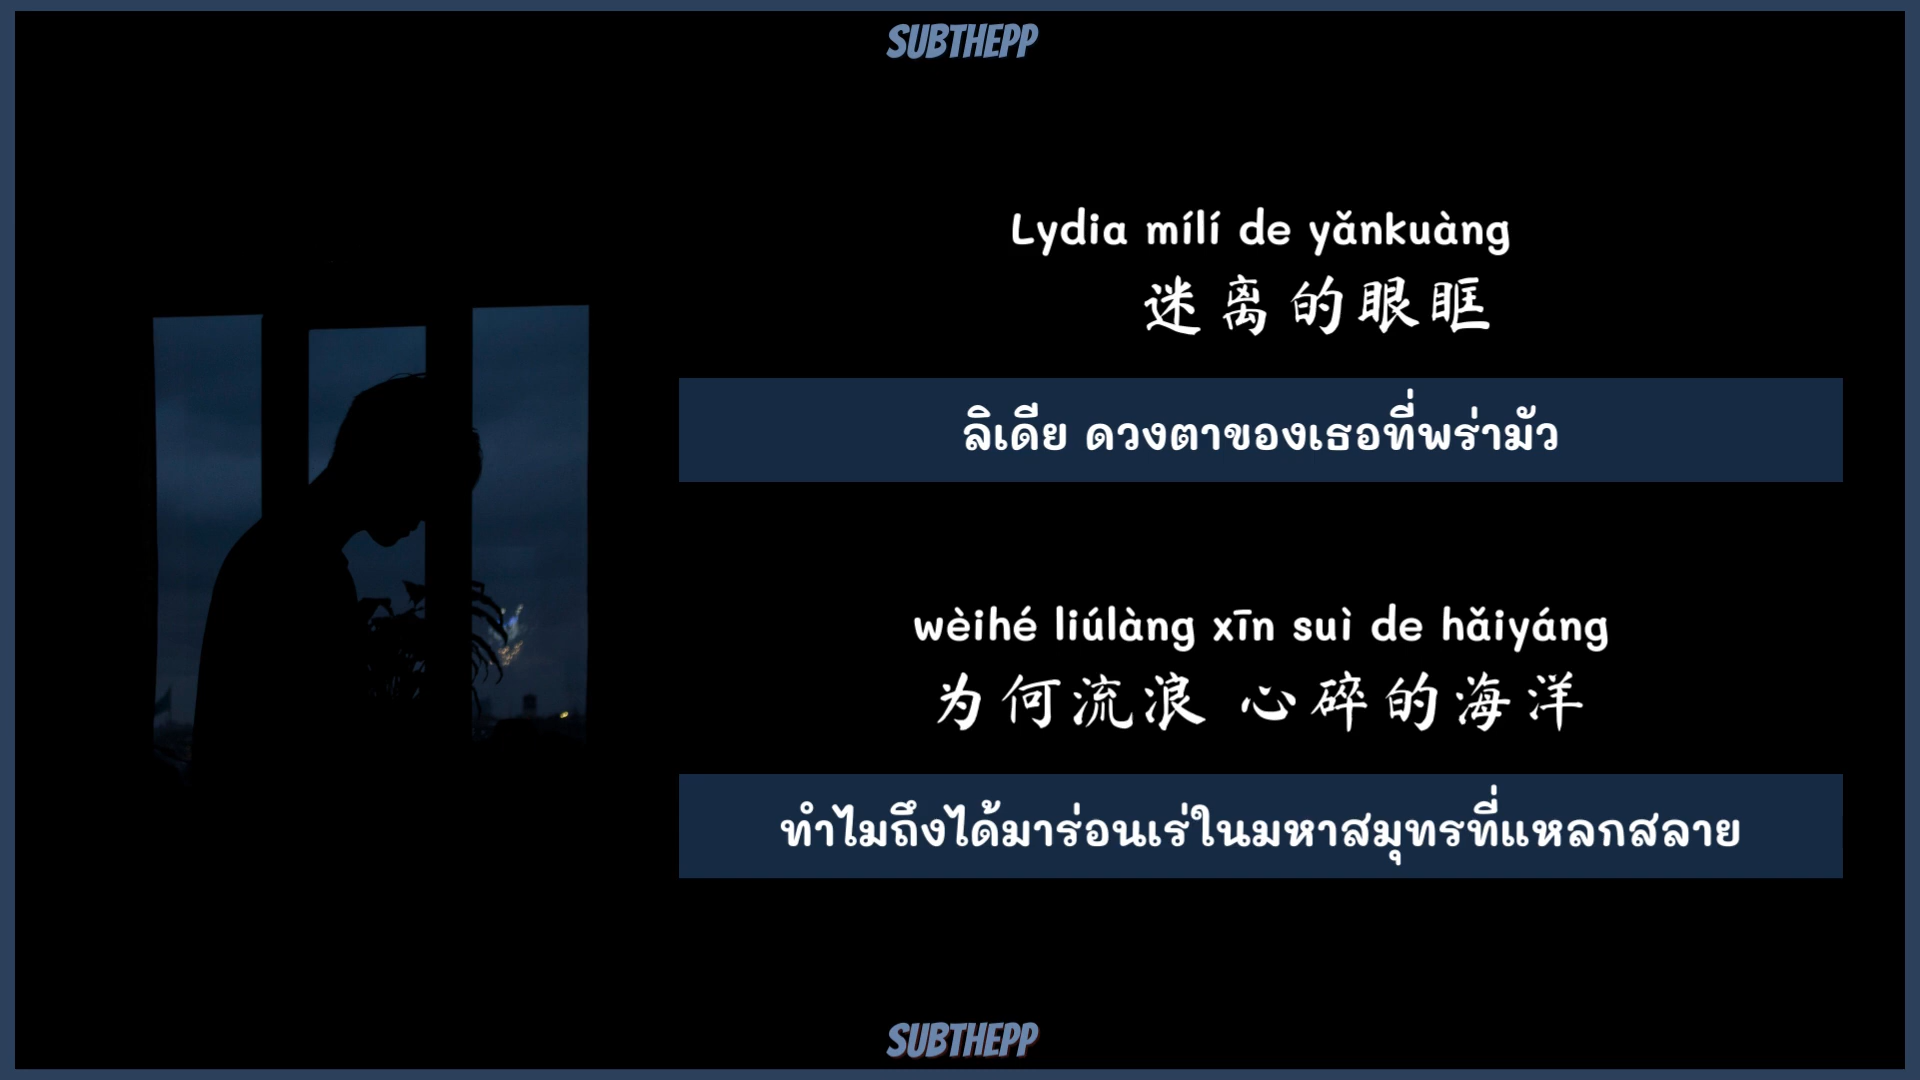 SUBTHEPP
Lydia mílí de yǎnkuàng
迷离的眼眶
ลิเดีย ดวงตาของเธอที่พร่ามัว
wèihé liúlàng xīn suì de hǎiyáng
为何流浪 心碎的海洋
ทำไมถึงได้มาร่อนเร่ในมหาสมุทรที่แหลกสลาย
SUBTHEPP